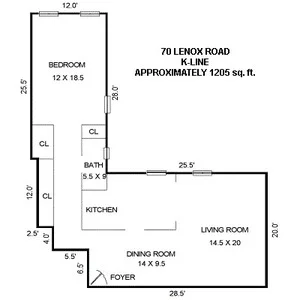 12.0'
70 LENOX ROAD
K-LINE
APPROXIMATELY 1205 sq. ft.
BEDROOM
12 X 18.5
25.5'
28.0'
CL
BATH
5.5 X 9
25.5'
12.0'
CL
KITCHEN
2.5'
4.0'
LIVING ROOM
14.5 X 20
20.0'
5.5'
6.5'
DINING ROOM
14 X 9.5
FOYER
28.5'